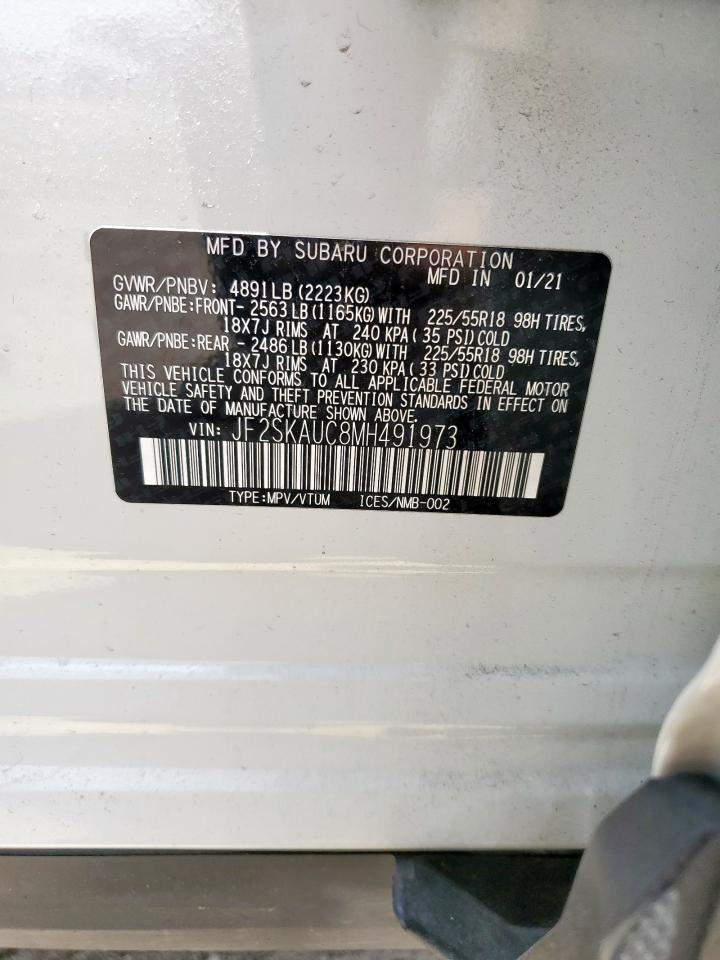 MFD BY SUBARU CORPORATION
MFD IN 01/21
GVWR/PNBV: 4891LB (2223KG)
GAWR/PNBE:FRONT- 2563LB(1165KG)WITH 225/55R18 98H TIRES,
18X7J RIMS AT 240 KPA( 35 PSI)COLD
GAWR/PNBE:REAR - 2486LB(1130KG)WITH 225/55R18 98H TIRES,
18X7J RIMS AT 230 KPA( 33 PSI)COLD
THIS VEHICLE CONFORMS TO ALL APPLICABLE FEDERAL MOTOR
VEHICLE SAFETY AND THEFT PREVENTION STANDARDS IN EFFECT ON
THE DATE OF MANUFACTURE SHOWN ABOVE.
VIN: JF2SKAUC8MH491973
TYPE:MPV/VTUM ICES/NMB-002